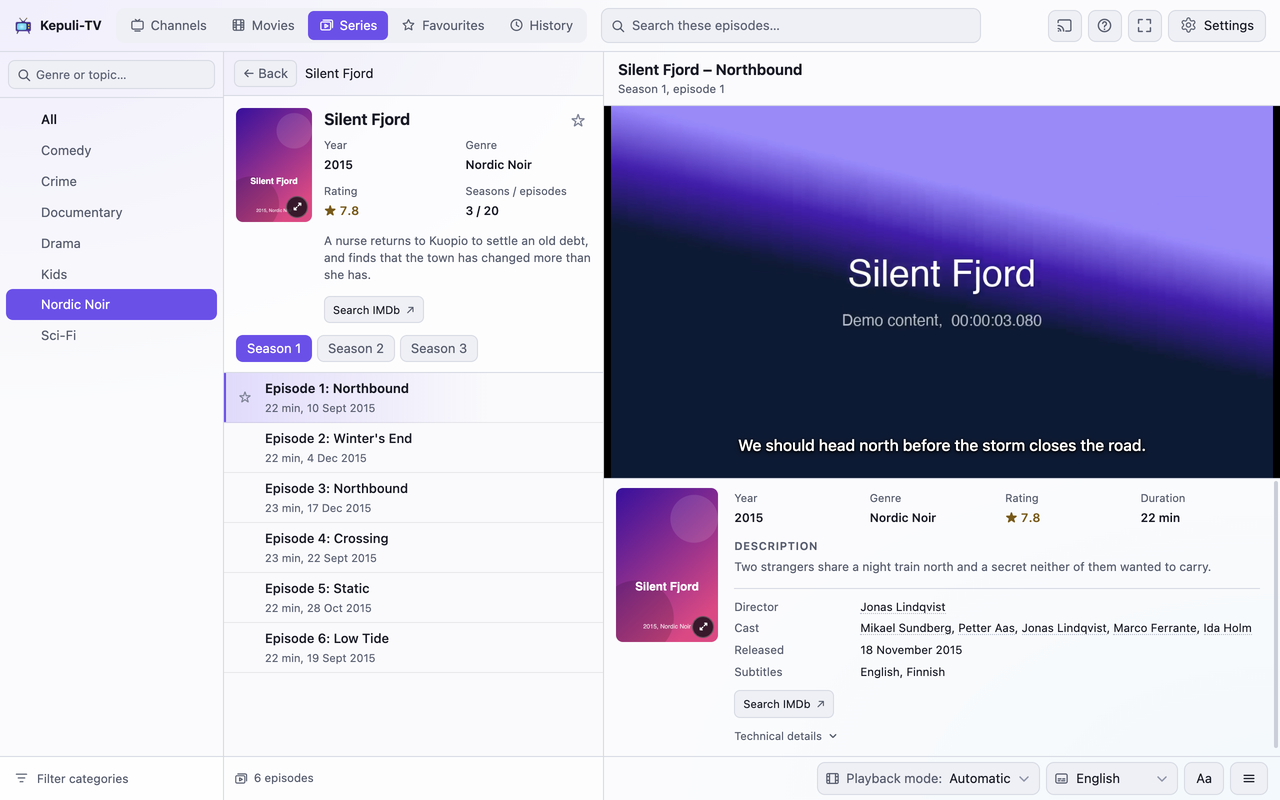 Kepuli-TV
Channels
Movies
Series
Favourites
History
Search these episodes...
Settings
Genre or topic...
All
Comedy
Crime
Documentary
Drama
Kids
Nordic Noir
Sci-Fi
Filter categories
Back
Silent Fjord
Silent Fjord
Silent Fjord
Year
Genre
2015
Nordic Noir
Rating
Seasons / episodes
7.8
3 / 20
A nurse returns to Kuopio to settle an old debt,
and finds that the town has changed more than
she has.
Search IMDb
Season 1
Season 2
Season 3
Episode 1: Northbound
22 min, 10 Sept 2015
Episode 2: Winter's End
22 min, 4 Dec 2015
Episode 3: Northbound
23 min, 17 Dec 2015
Episode 4: Crossing
23 min, 22 Sept 2015
Episode 5: Static
22 min, 28 Oct 2015
Episode 6: Low Tide
22 min, 19 Sept 2015
6 episodes
Silent Fjord – Northbound
Season 1, episode 1
Silent Fjord
Demo content, 00:00:03.080
We should head north before the storm closes the road.
Silent Fjord
2015, Nordic Noir
Year
Genre
Rating
Duration
2015
Nordic Noir
7.8
22 min
DESCRIPTION
Two strangers share a night train north and a secret neither of them wanted to carry.
Director
Jonas Lindqvist
Cast
Mikael Sundberg, Petter Aas, Jonas Lindqvist, Marco Ferrante, Ida Holm
Released
18 November 2015
Subtitles
English, Finnish
Search IMDb
Technical details
Playback mode: Automatic
English
Aa